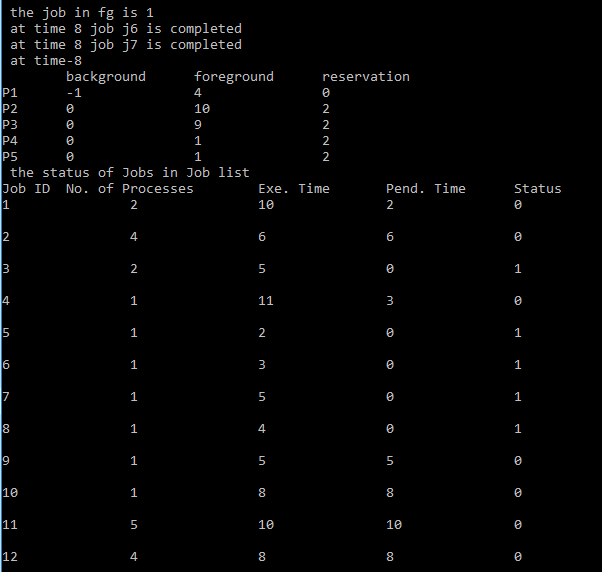 the job in fg is 1
at time 8 job j6 is completed
at time 8 job j7 is completed
at time-8
background foreground reservation
P1 -1 4 0
P2 0 10 2
P3 0 9 2
P4 0 1 2
P5 0 1 2
the status of Jobs in Job list
Job ID No. of Processes Exe. Time Pend. Time Status
1 2 10 2 0
2 4 6 6 0
3 2 5 0 1
4 1 11 3 0
5 1 2 0 1
6 1 3 0 1
7 1 5 0 1
8 1 4 0 1
9 1 5 5 0
10 1 8 8 0
11 5 10 10 0
12 4 8 8 0